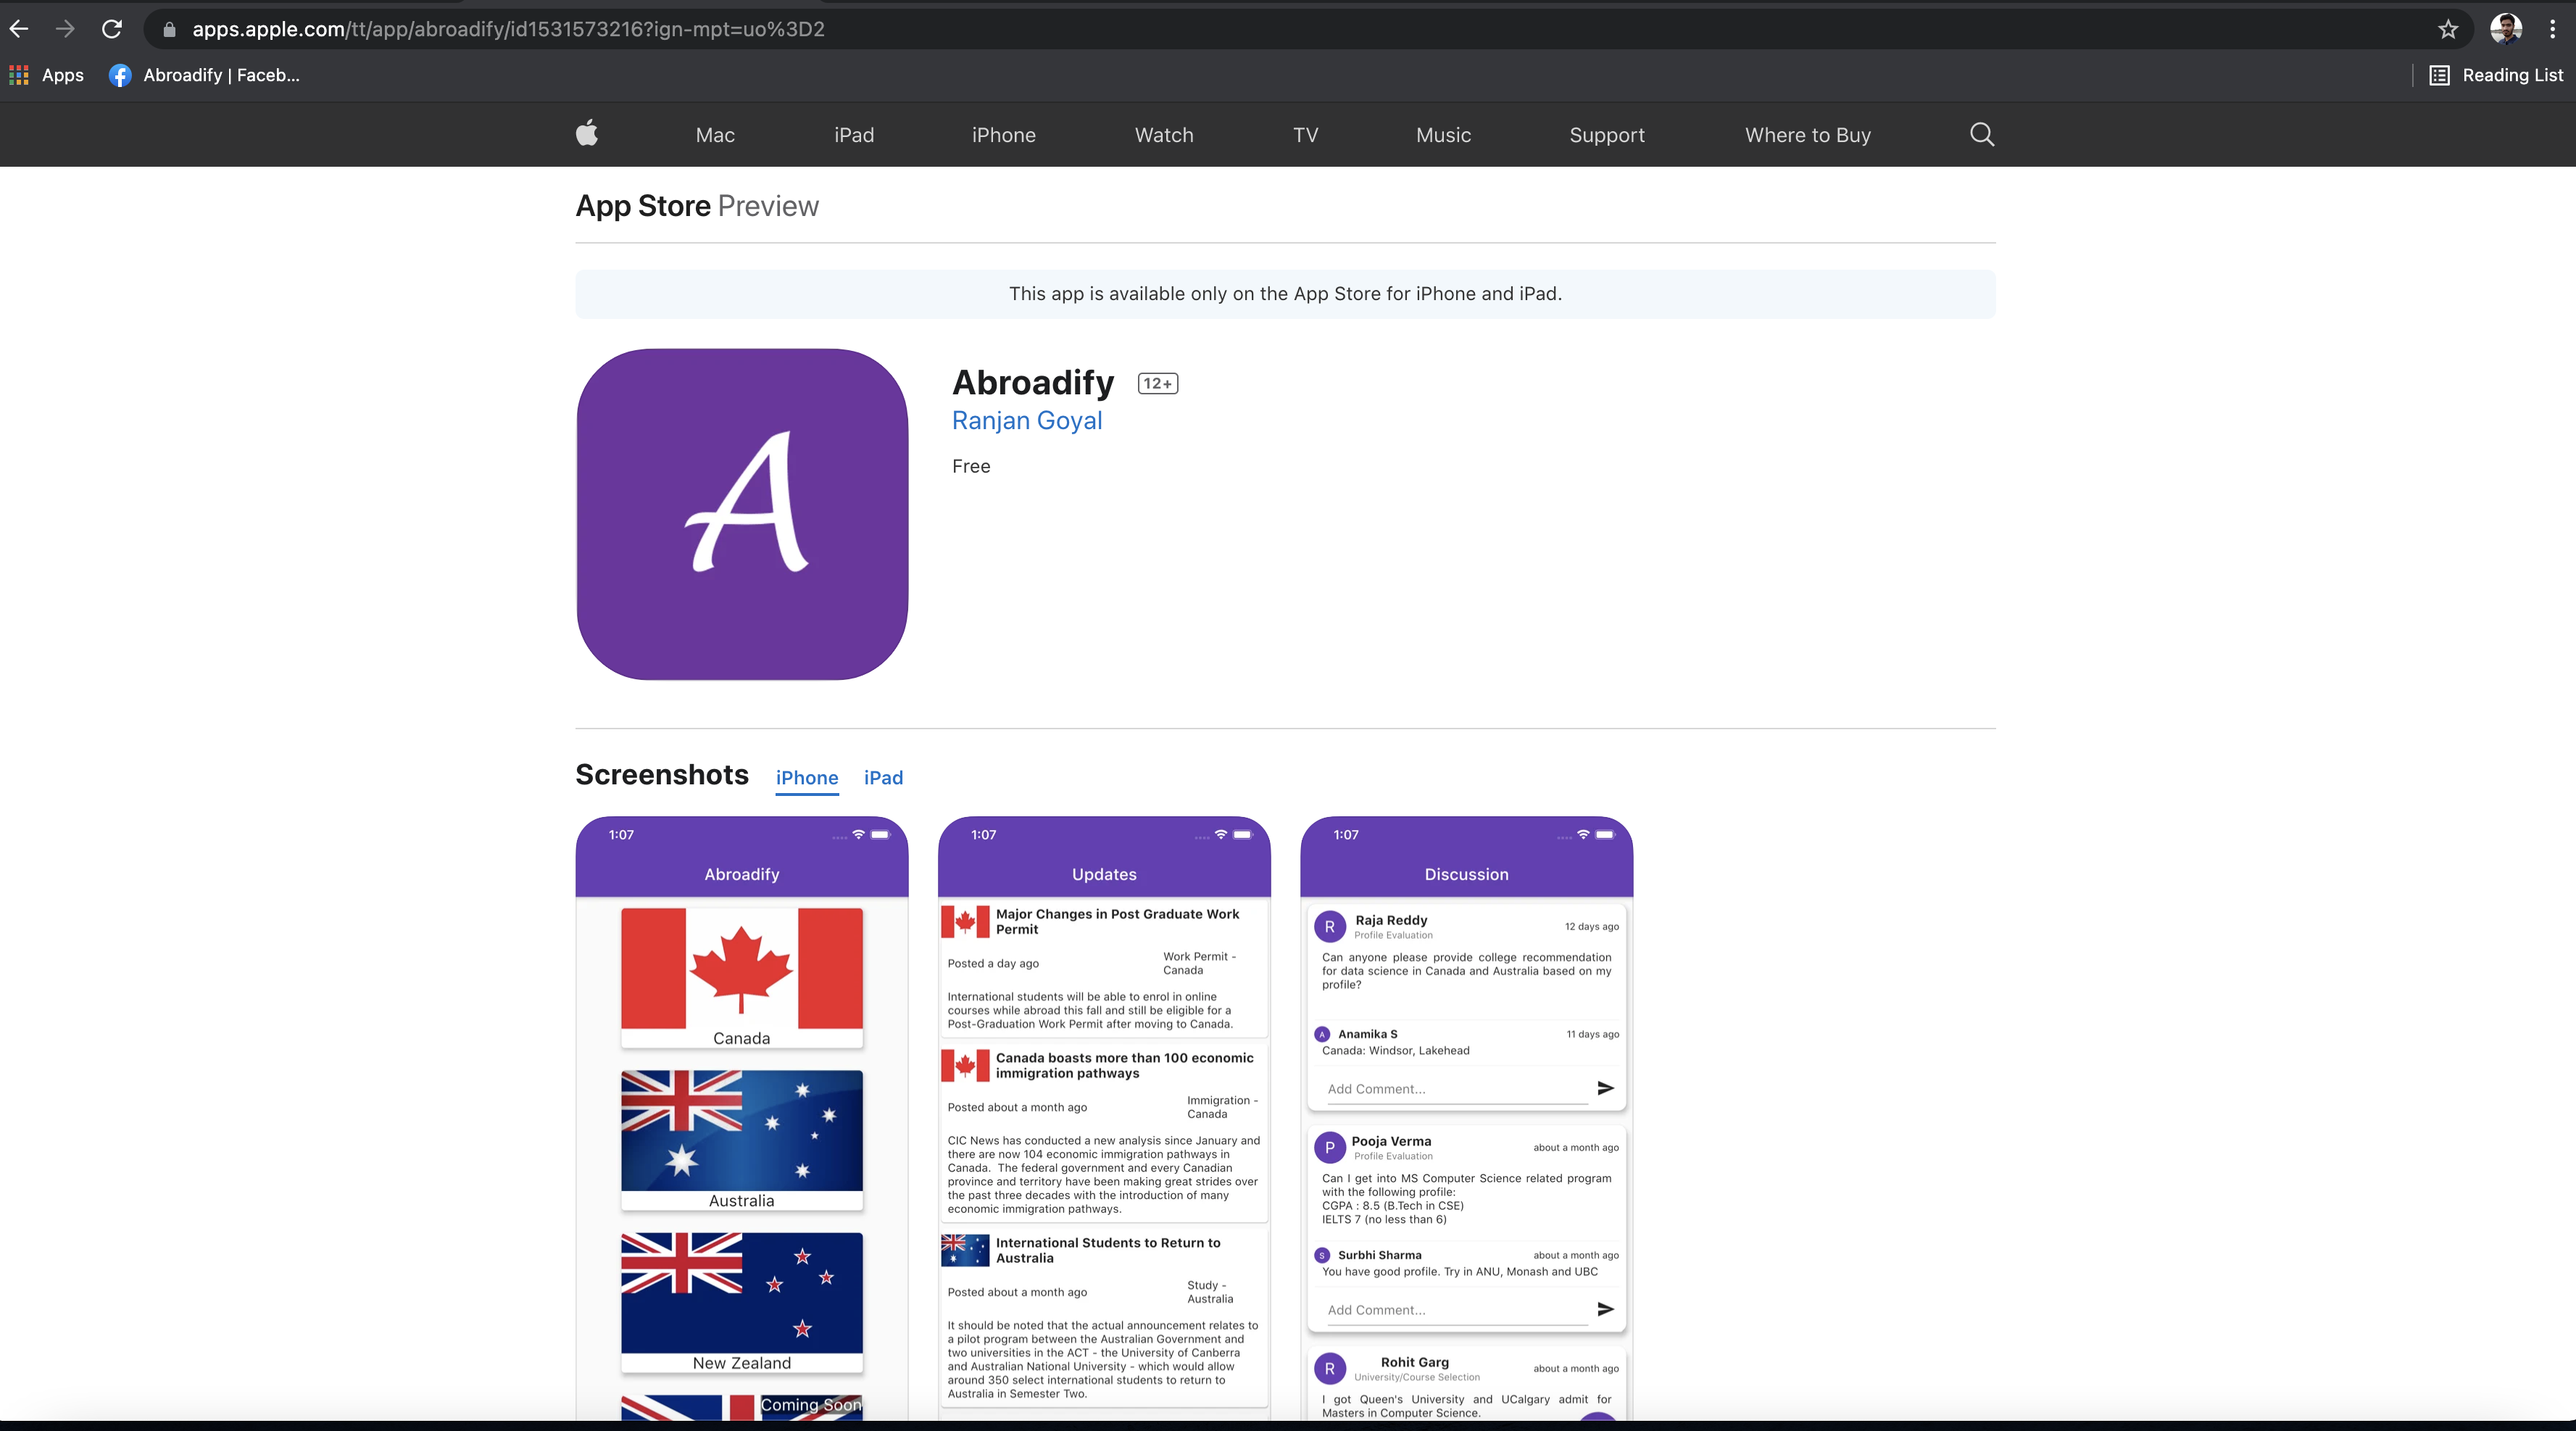 apps.apple.com/tt/app/abroadify/id1531573216?ign-mpt=uo%3D2
Apps
Abroadify | Faceb...
Reading List
Mac
iPad
iPhone
Watch
TV
Music
Support
Where to Buy
App Store Preview
This app is available only on the App Store for iPhone and iPad.
A
Abroadify 12+
Ranjan Goyal
Free
Screenshots iPhone iPad
1:07
Abroadify
Canada
Australia
New Zealand
Coming Soon
1:07
Updates
Major Changes in Post Graduate Work
Permit
Posted a day ago
Work Permit -
Canada
International students will be able to enrol in online
courses while abroad this fall and still be eligible for a
Post-Graduation Work Permit after moving to Canada.
Canada boasts more than 100 economic
immigration pathways
Posted about a month ago
Immigration -
Canada
CIC News has conducted a new analysis since January and
there are now 104 economic immigration pathways in
Canada. The federal government and every Canadian
province and territory have been making great strides over
the past three decades with the introduction of many
economic immigration pathways.
International Students to Return to
Australia
Posted about a month ago
Study -
Australia
It should be noted that the actual announcement relates to
a pilot program between the Australian Government and
two universities in the ACT - the University of Canberra
and Australian National University - which would allow
around 350 select international students to return to
Australia in Semester Two.
1:07
Discussion
R
Raja Reddy
12 days ago
Profile Evaluation
Can anyone please provide college recommendation
for data science in Canada and Australia based on my
profile?
A
Anamika S
11 days ago
Canada: Windsor, Lakehead
Add Comment...
P
Pooja Verma
about a month ago
Profile Evaluation
Can I get into MS Computer Science related program
with the following profile:
CGPA : 8.5 (B.Tech in CSE)
IELTS 7 (no less than 6)
S
Surbhi Sharma
about a month ago
You have good profile. Try in ANU, Monash and UBC
Add Comment...
R
Rohit Garg
about a month ago
University/Course Selection
I got Queen's University and UCalgary admit for
Masters in Computer Science.